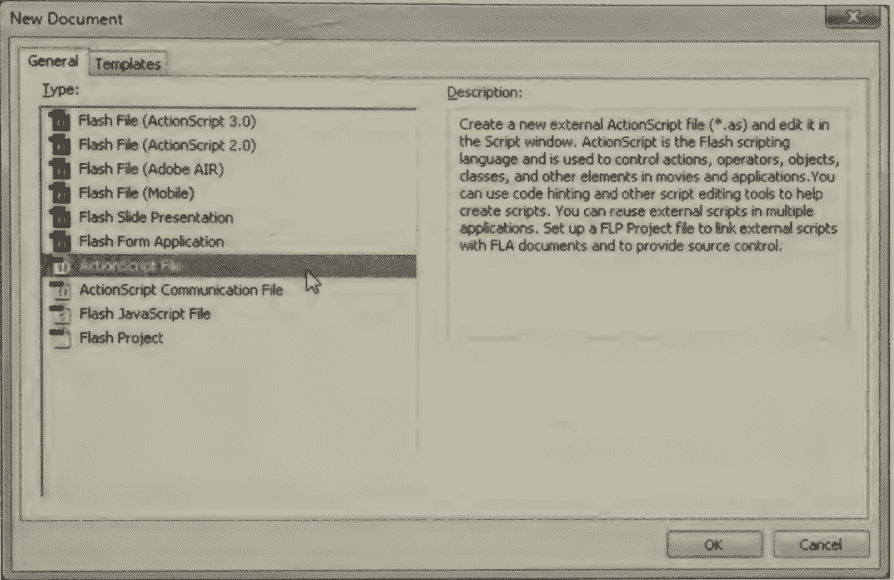 New Document
General
Templates
Type:
Flash File (ActionScript 3.0)
Flash File (ActionScript 2.0)
Flash File (Adobe AIR)
Flash File (Mobile)
Flash Slide Presentation
Flash Form Application
ActionScript File
ActionScript Communication File
Flash JavaScript File
Flash Project
Description:
Create a new external ActionScript file (*.as) and edit it in
the Script window. ActionScript is the Flash scripting
language and is used to control actions, operators, objects,
classes, and other elements in movies and applications.You
can use code hinting and other script editing tools to help
create scripts. You can reuse external scripts in multiple
applications. Set up a FLP Project file to link external scripts
with FLA documents and to provide source control.
OK
Cancel